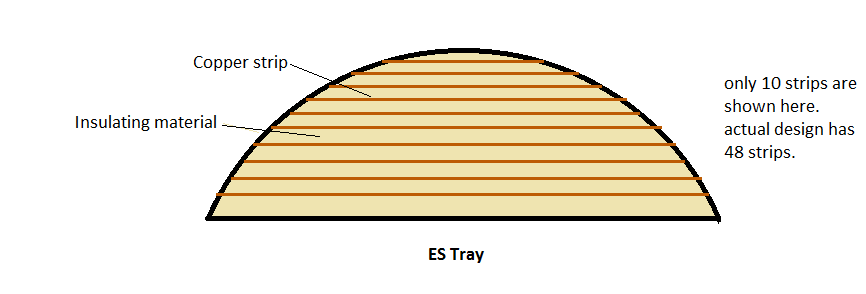 Copper strip
Insulating material
only 10 strips are
shown here.
actual design has
48 strips.
ES Tray